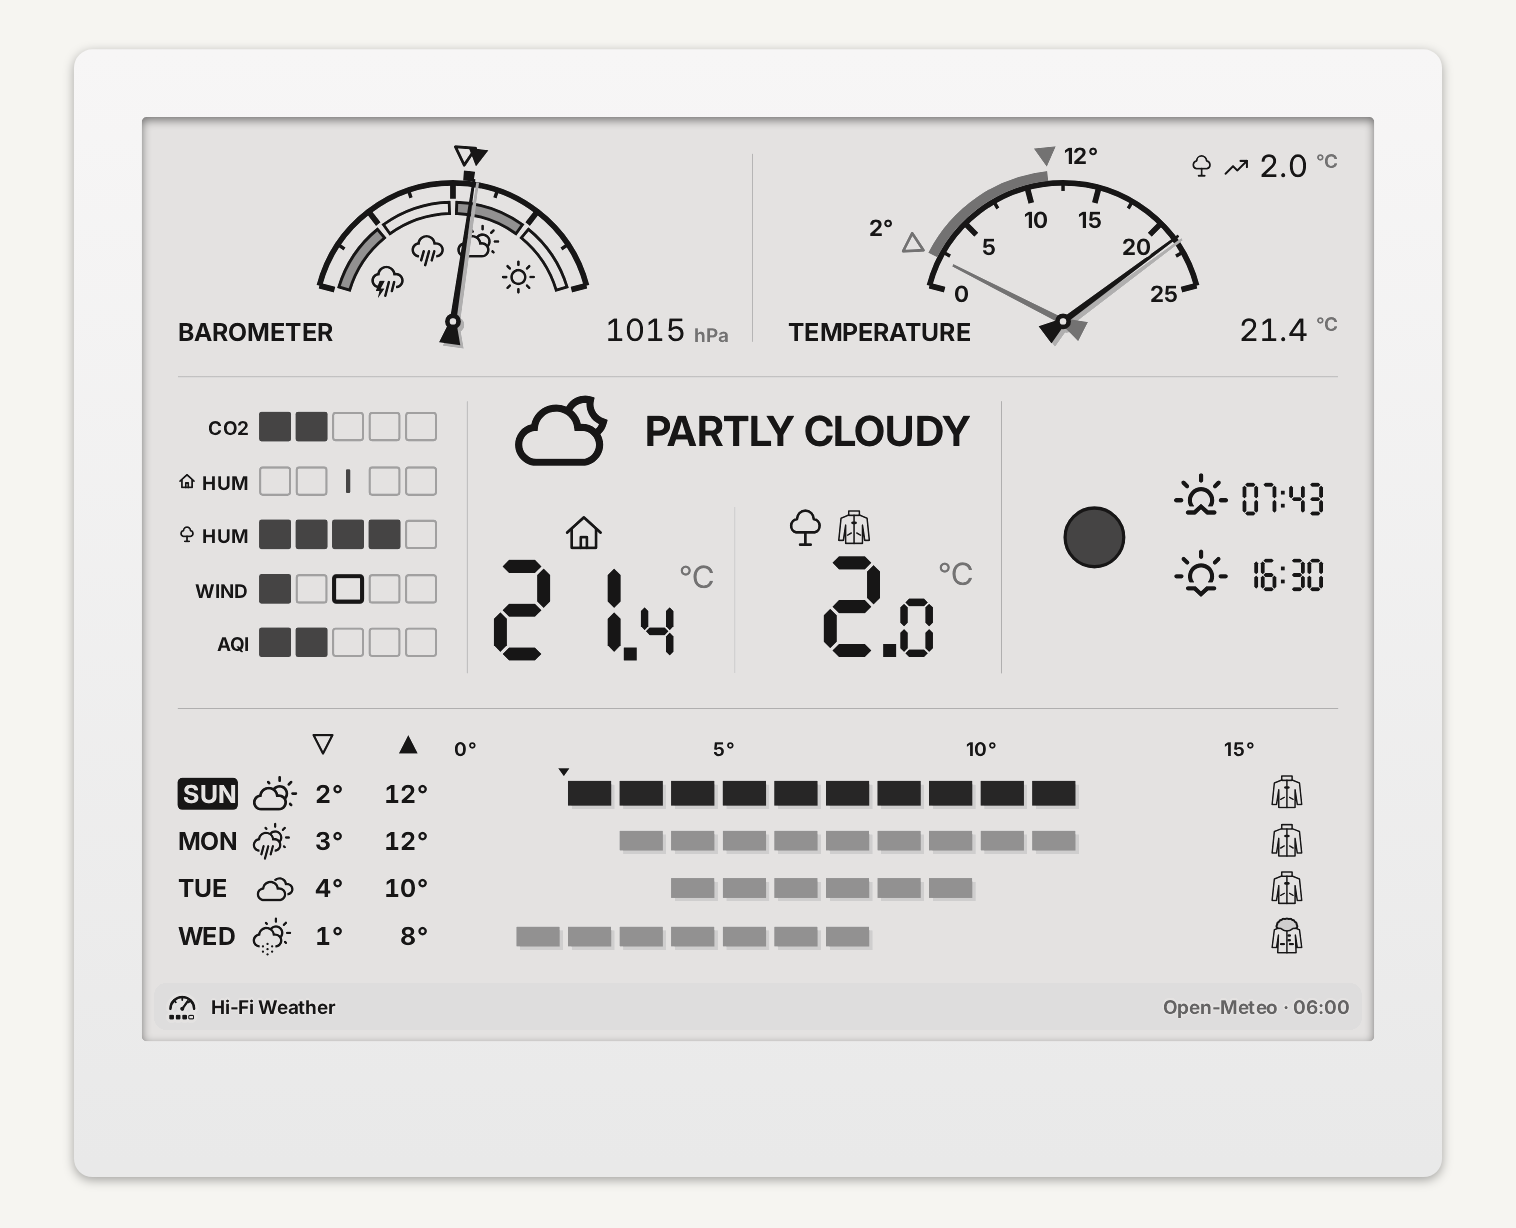 12°
2.0 °C
2°
0 5 10 15 20 25
BAROMETER
1015 hPa
TEMPERATURE
21.4 °C
CO2
HUM
HUM
WIND
AQI
PARTLY CLOUDY
21.4 °C
2.0 °C
07:43
16:30
0° 5° 10° 15°
SUN 2° 12°
MON 3° 12°
TUE 4° 10°
WED 1° 8°
Hi-Fi Weather
Open-Meteo · 06:00